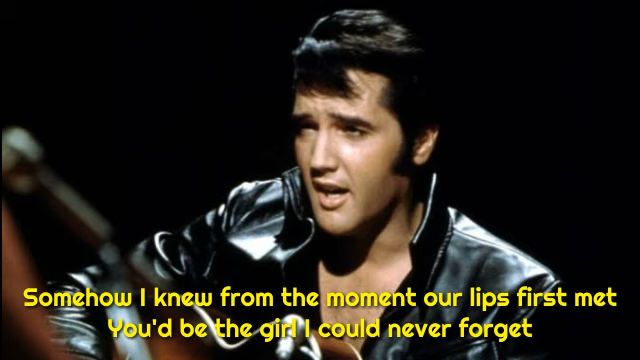 Somehow I knew from the moment our lips first met
You'd be the girl I could never forget